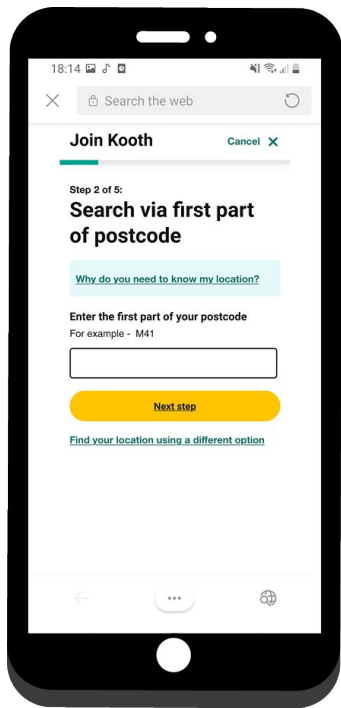 18:14
Search the web
Join Kooth
Cancel X
Step 2 of 5:
Search via first part
of postcode
Why do you need to know my location?
Enter the first part of your postcode
For example - M41
Next step
Find your location using a different option